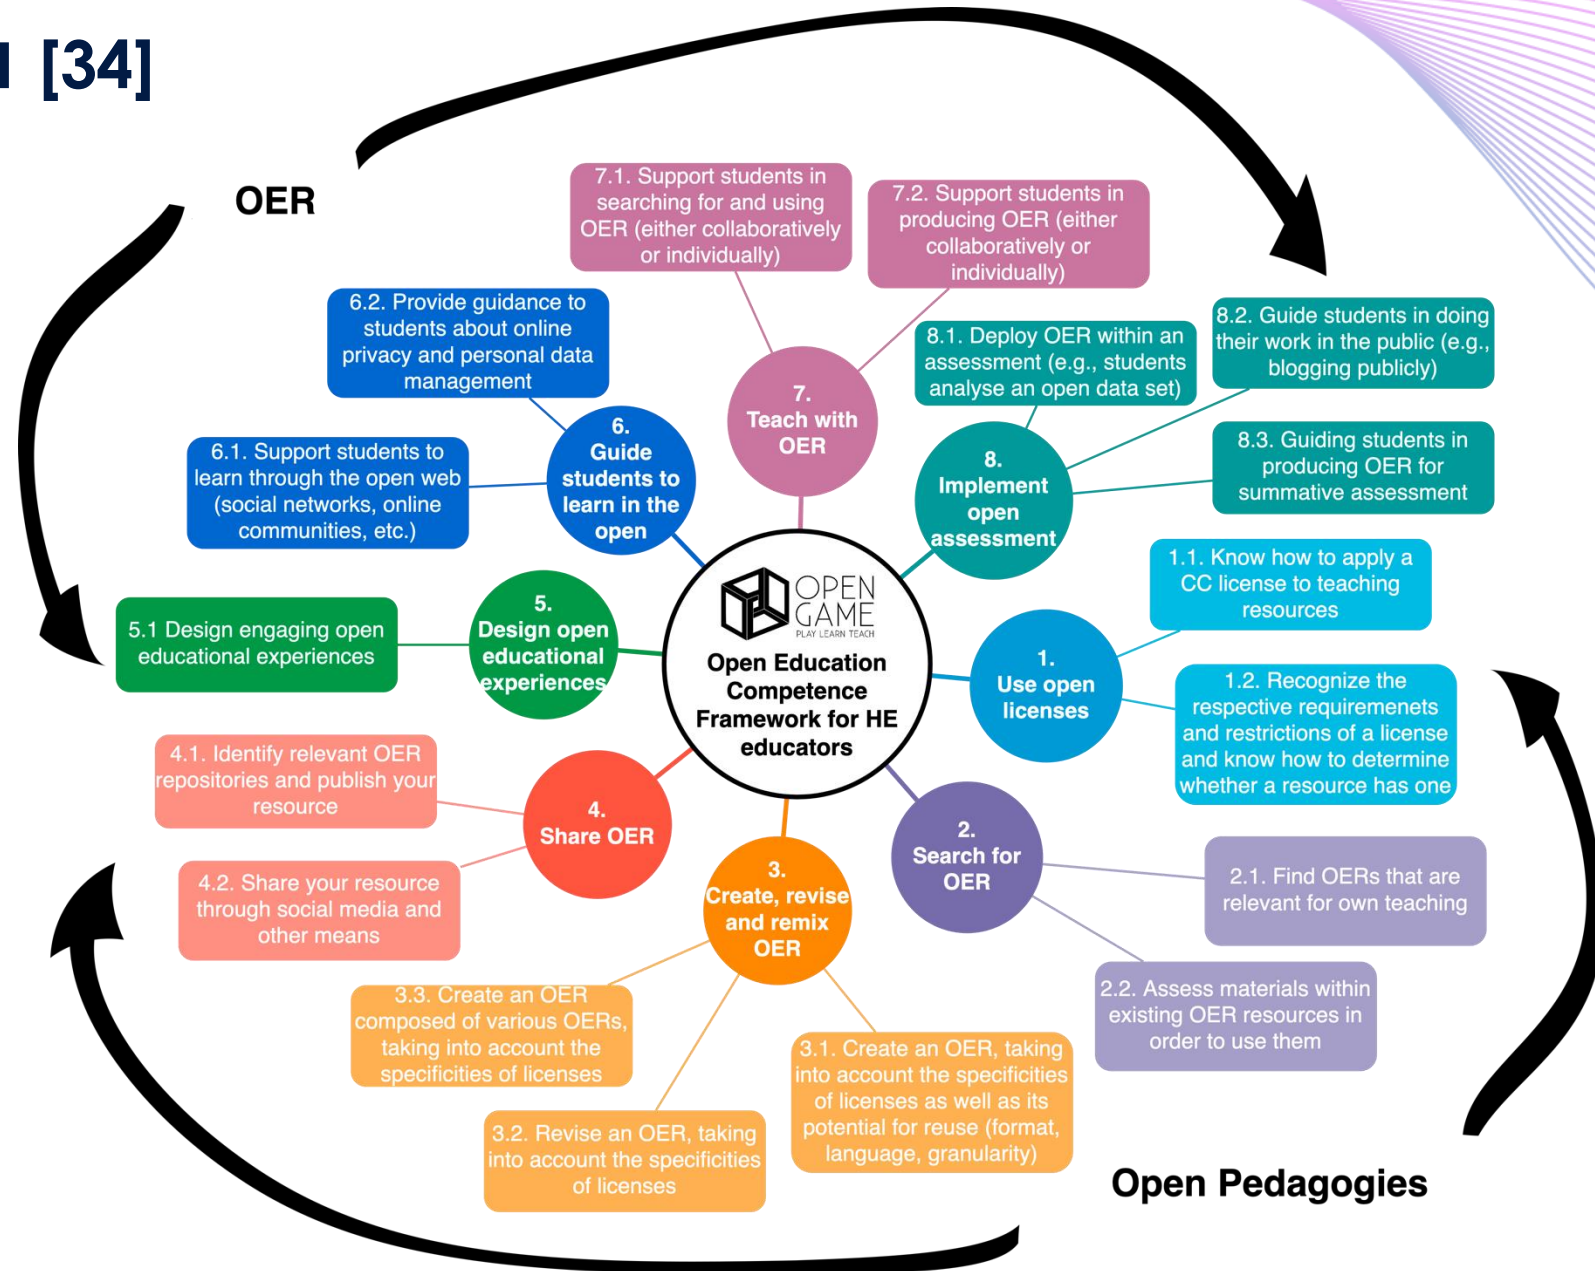 [34]
OER
7.1. Support students in
searching for and using
OER (either collaboratively
or individually)
7.2. Support students in
producing OER (either
collaboratively or
individually)
6.2. Provide guidance to
students about online
privacy and personal data
management
8.1. Deploy OER within an
assessment (e.g., students
analyse an open data set)
8.2. Guide students in doing
their work in the public (e.g.,
blogging publicly)
7.
Teach with
OER
6.
Guide
students to
learn in the
open
6.1. Support students to
learn through the open web
(social networks, online
communities, etc.)
8.
Implement
open
assessment
8.3. Guiding students in
producing OER for
summative assessment
1.1. Know how to apply a
CC license to teaching
resources
OPEN
GAME
PLAY LEARN TEACH
Open Education
Competence
Framework for HE
educators
5.
Design open
educational
experiences
5.1 Design engaging open
educational experiences
1.
Use open
licenses
1.2. Recognize the
respective requiremenets
and restrictions of a license
and know how to determine
whether a resource has one
4.1. Identify relevant OER
repositories and publish your
resource
4.
Share OER
4.2. Share your resource
through social media and
other means
2.
Search for
OER
2.1. Find OERs that are
relevant for own teaching
3.
Create, revise
and remix
OER
2.2. Assess materials within
existing OER resources in
order to use them
3.3. Create an OER
composed of various OERs,
taking into account the
specificities of licenses
3.1. Create an OER, taking
into account the specificities
of licenses as well as its
potential for reuse (format,
language, granularity)
3.2. Revise an OER, taking
into account the specificities
of licenses
Open Pedagogies